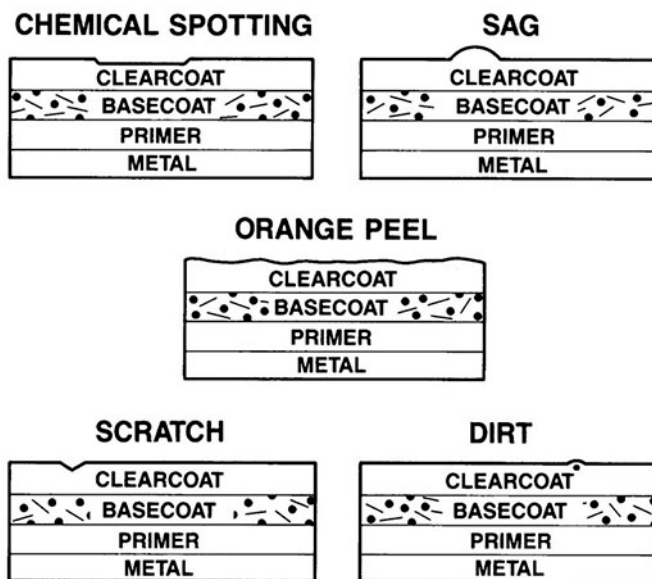 CHEMICAL SPOTTING
CLEARCOAT
BASECOAT
PRIMER
METAL
SAG
CLEARCOAT
BASECOAT
PRIMER
METAL
ORANGE PEEL
CLEARCOAT
BASECOAT
PRIMER
METAL
SCRATCH
CLEARCOAT
BASECOAT
PRIMER
METAL
DIRT
CLEARCOAT
BASECOAT
PRIMER
METAL